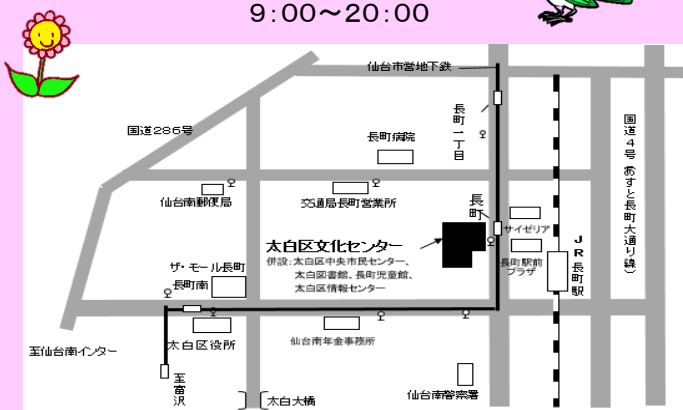 9:00～20:00
仙台市営地下鉄
国道286号
長町一丁目
長町病院
国道4号(あすと長町大通り線)
仙台南郵便局
交通局長町営業所
長町
サイゼリア
太白区文化センター
併設：太白区中央市民センター、
太白図書館、長町児童館、
太白区情報センター
長町駅前
プラザ
JR長町駅
ザ・モール長町
長町南
太白区役所
仙台南年金事務所
至仙台南インター
至富沢
太白大橋
仙台南警察署